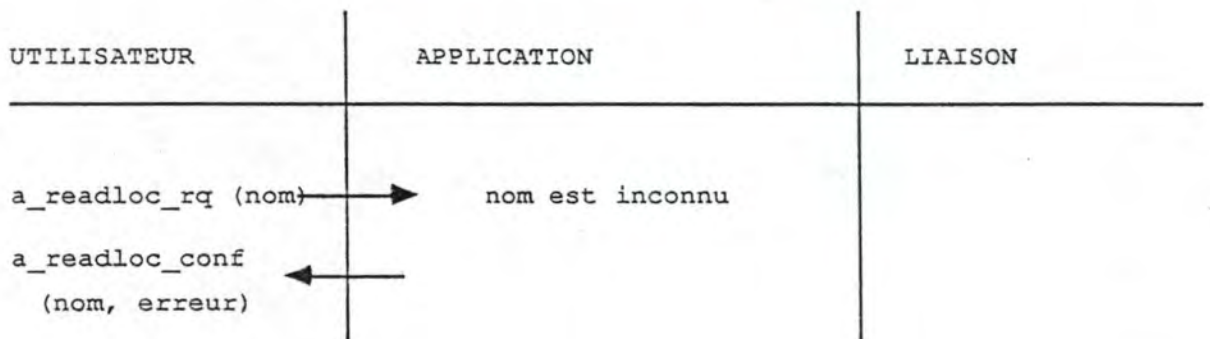 UTILISATEUR APPLICATION LIAISON
a_readloc_rq (nom) nom est inconnu
a_readloc_conf
(nom, erreur)